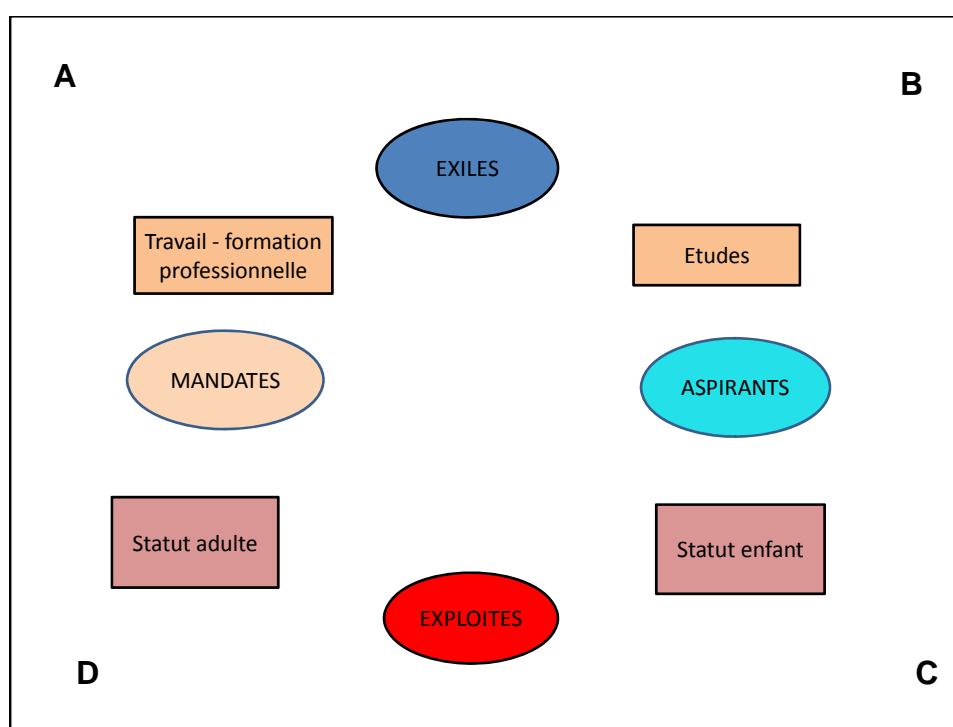 A
B
EXILES
Travail - formation
professionnelle
Etudes
MANDATES
ASPIRANTS
Statut adulte
Statut enfant
EXPLOITES
D
C